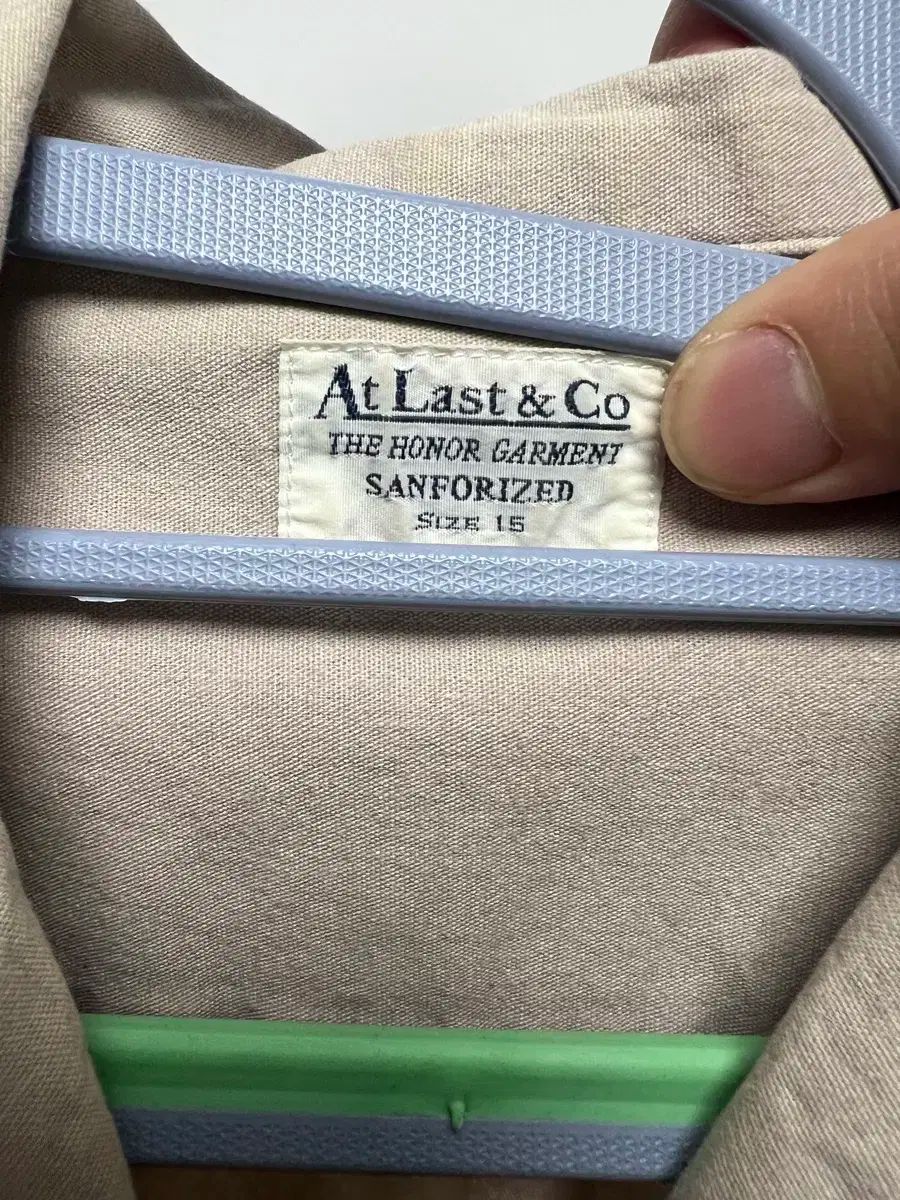 At Last & Co
THE HONOR GARMENT
SANFORIZED
SIZE 15